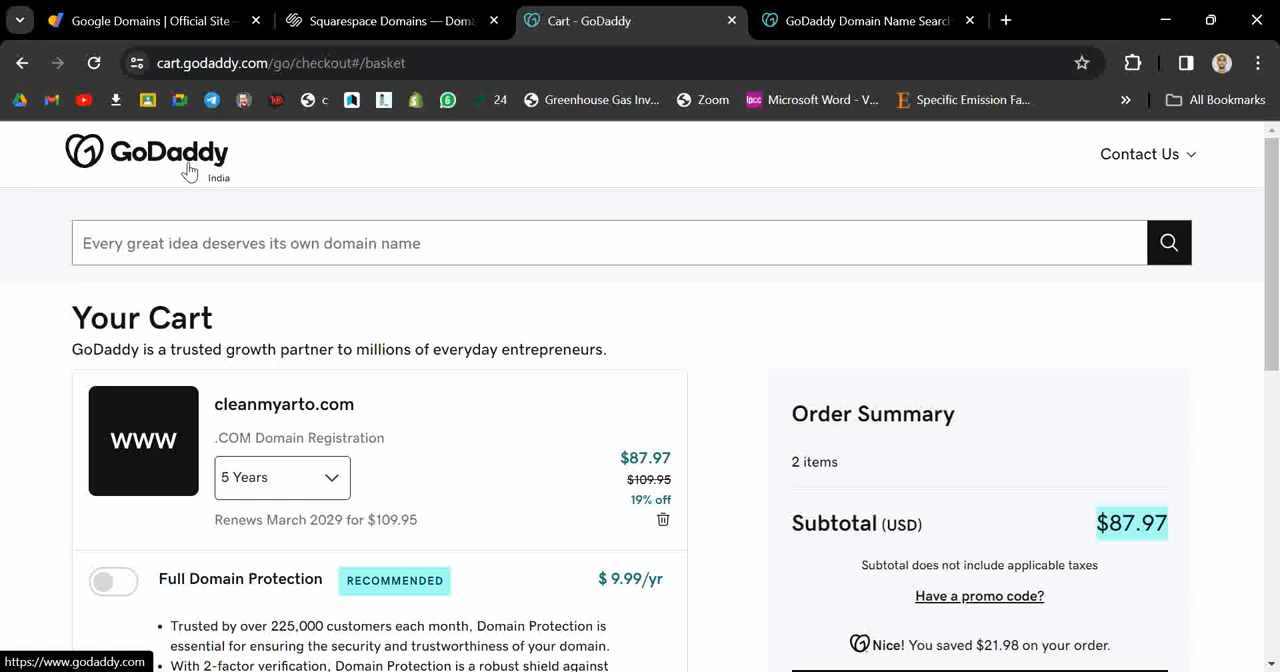 Google Domains | Official Site –
Squarespace Domains — Doma
Cart - GoDaddy
GoDaddy Domain Name Search
cart.godaddy.com/go/checkout#/basket
c
24
Greenhouse Gas Inv...
Zoom
Microsoft Word - V...
Specific Emission Fa...
All Bookmarks
GoDaddy
India
Contact Us
Every great idea deserves its own domain name
Your Cart
GoDaddy is a trusted growth partner to millions of everyday entrepreneurs.
www
cleanmyarto.com
.COM Domain Registration
5 Years
$87.97
$109.95
19% off
Renews March 2029 for $109.95
Full Domain Protection
RECOMMENDED
$ 9.99/yr
• Trusted by over 225,000 customers each month, Domain Protection is
essential for ensuring the security and trustworthiness of your domain.
• With 2-factor verification, Domain Protection is a robust shield against
Order Summary
2 items
Subtotal (USD)
$87.97
Subtotal does not include applicable taxes
Have a promo code?
Nice! You saved $21.98 on your order.
https://www.godaddy.com